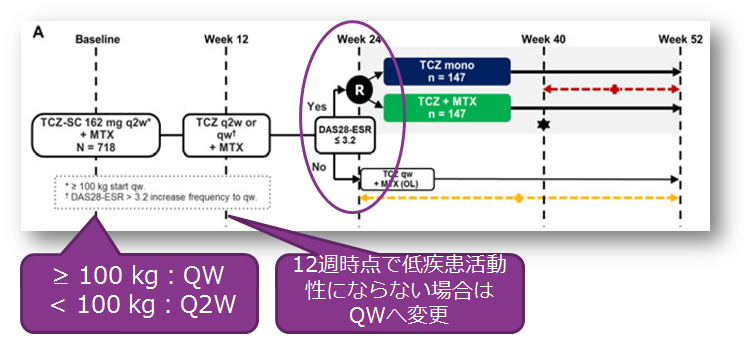 A
Baseline
Week 12
Week 24
Week 40
Week 52
TCZ-SC 162 mg q2w*
+ MTX
N = 718
TCZ q2w or
qw†
+ MTX
Yes
DAS28-ESR
≤ 3.2
No
R
TCZ mono
n = 147
TCZ + MTX
n = 147
TCZ qw
+ MTX (OL)
* ≥ 100 kg start qw.
† DAS28-ESR > 3.2 increase frequency to qw.
≥ 100 kg：QW
< 100 kg：Q2W
12週時点で低疾患活動
性にならない場合は
QWへ変更